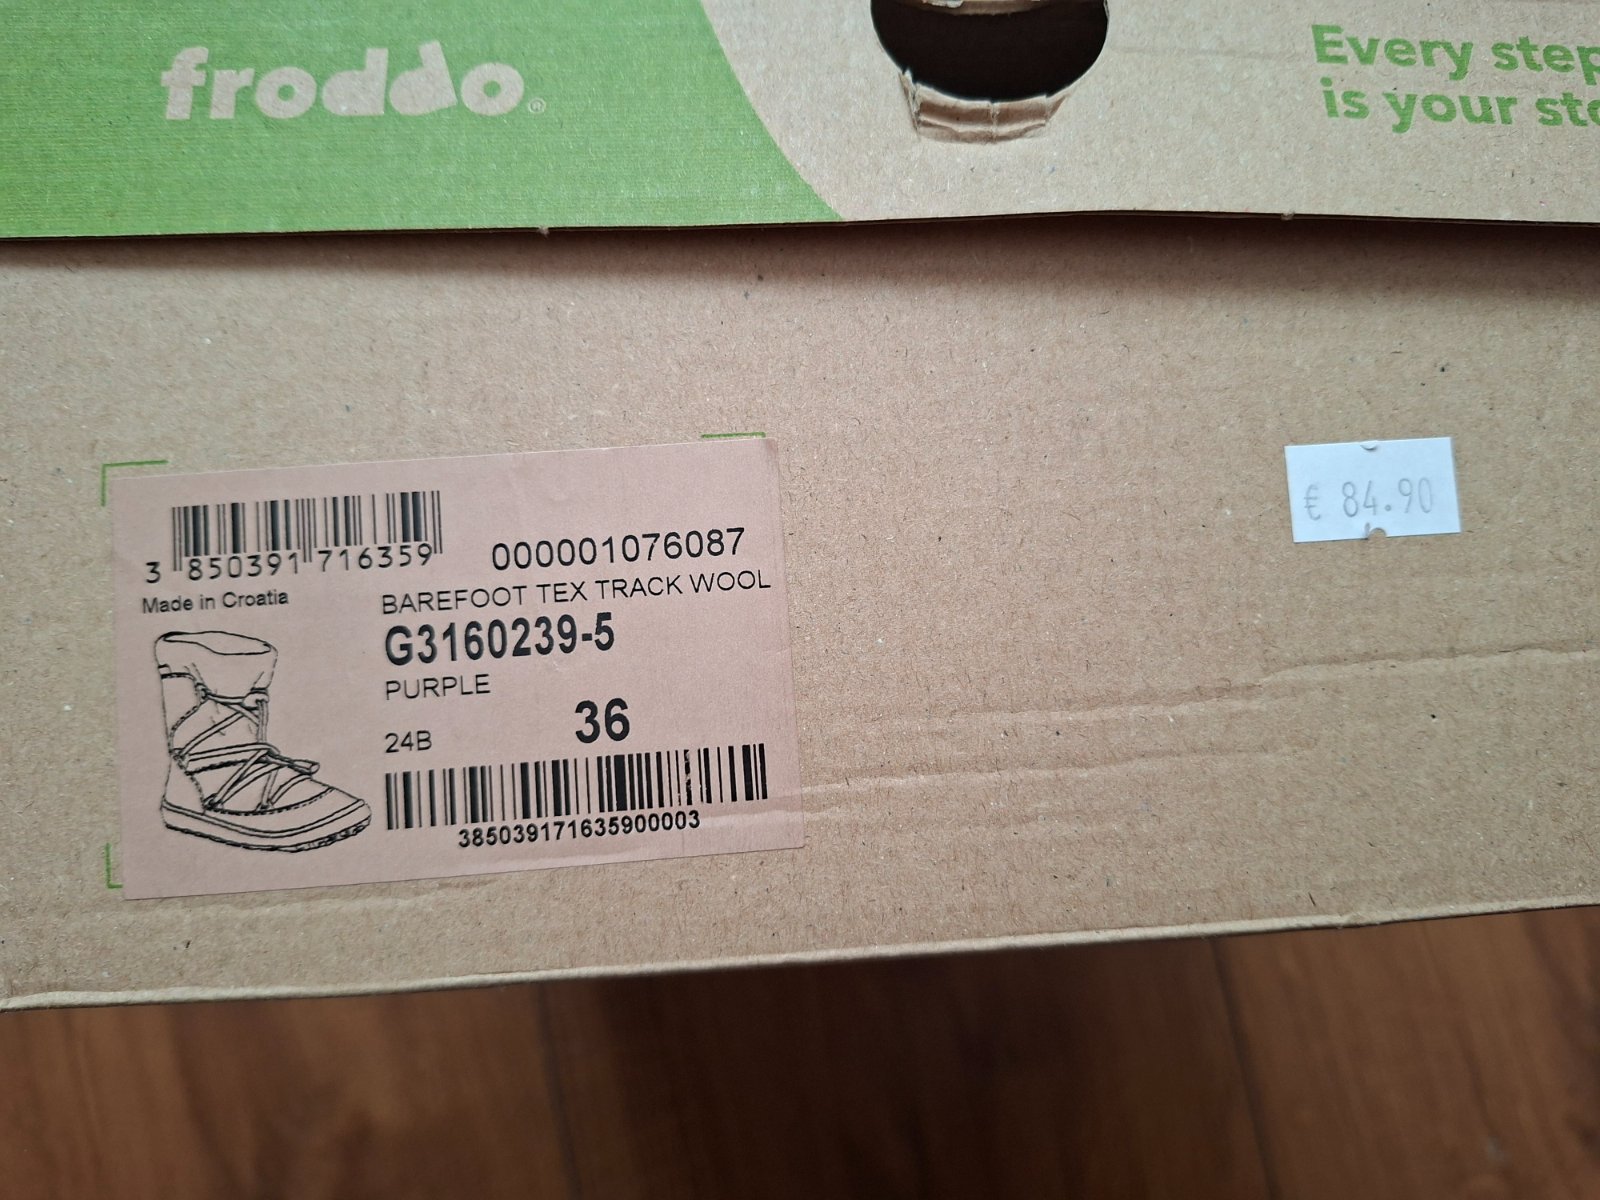 froddo®
Every step
is your
€ 84.90
3 850391 716359
000001076087
Made in Croatia
BAREFOOT TEX TRACK WOOL
G3160239-5
PURPLE
24B
36
385039171635900003